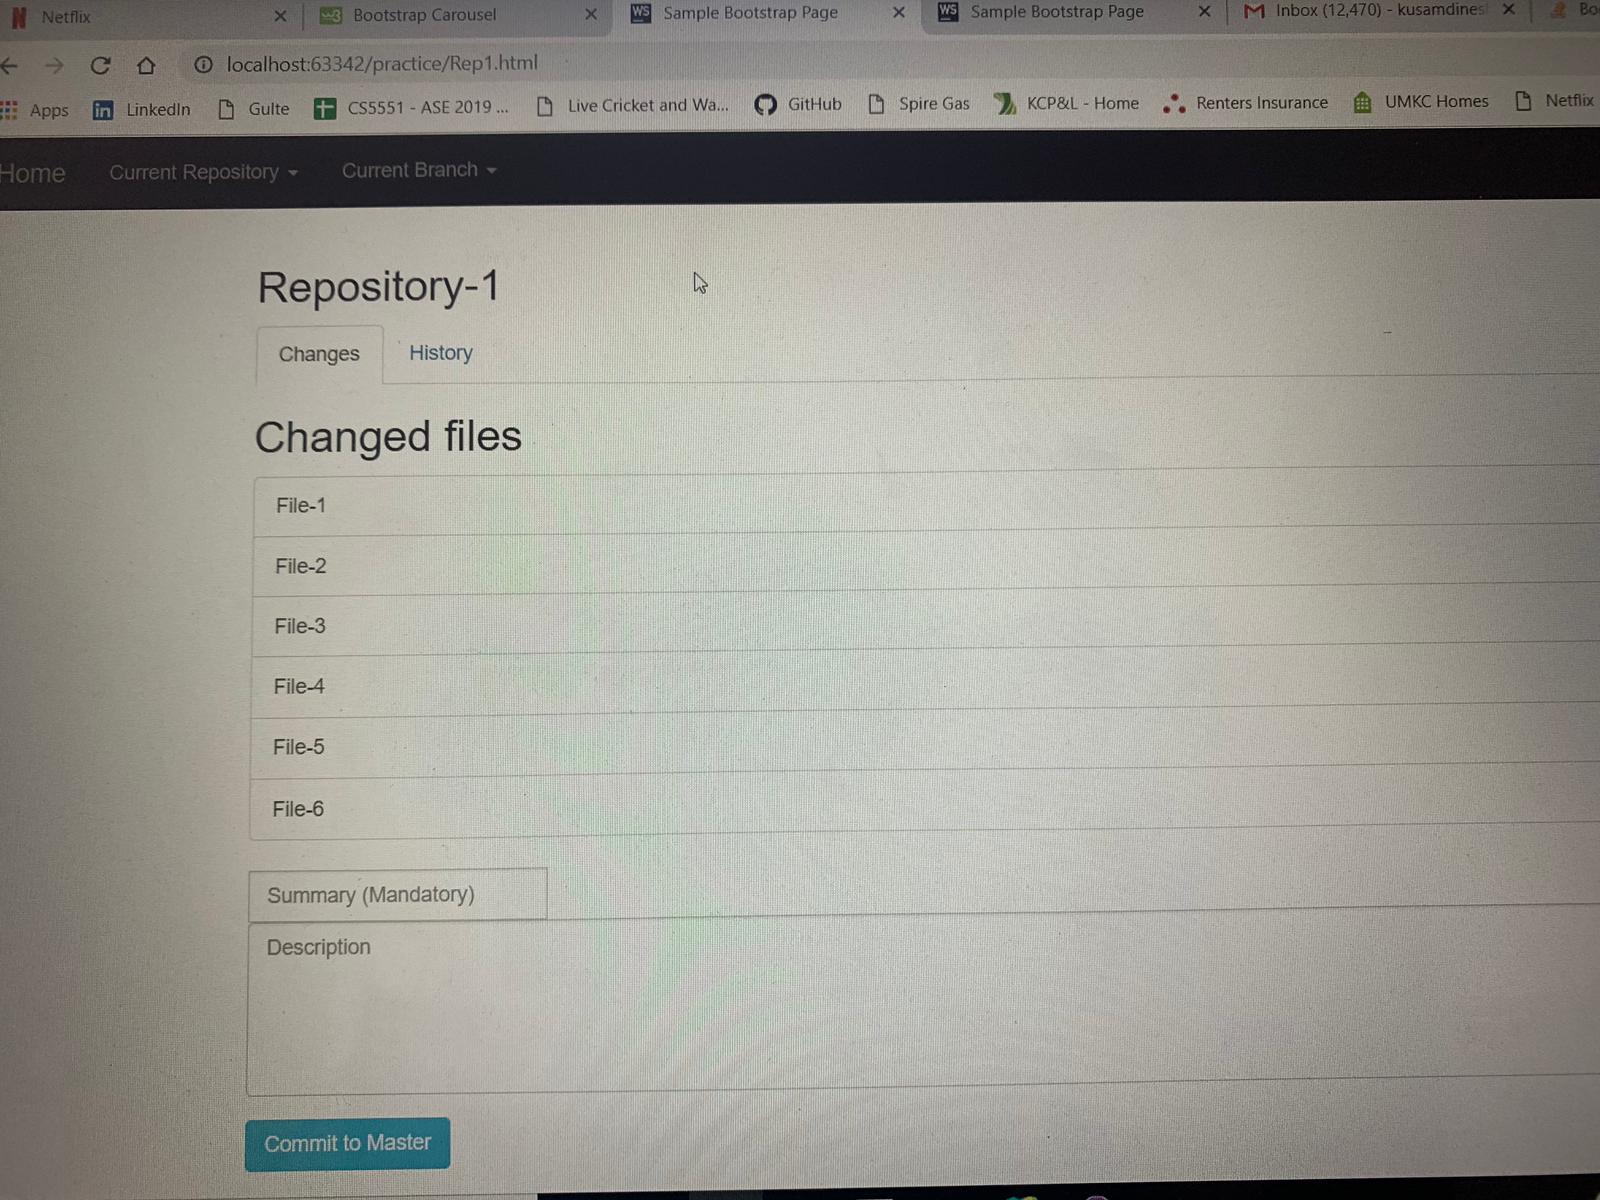 Netflix
Bootstrap Carousel
Sample Bootstrap Page
Sample Bootstrap Page
Inbox (12,470) - kusamdines
Bo
localhost:63342/practice/Rep1.html
Apps LinkedIn Gulte CS5551 - ASE 2019 ... Live Cricket and Wa... GitHub Spire Gas KCP&L - Home Renters Insurance UMKC Homes Netflix
Home Current Repository Current Branch
Repository-1
Changes History
Changed files
File-1
File-2
File-3
File-4
File-5
File-6
Summary (Mandatory)
Description
Commit to Master